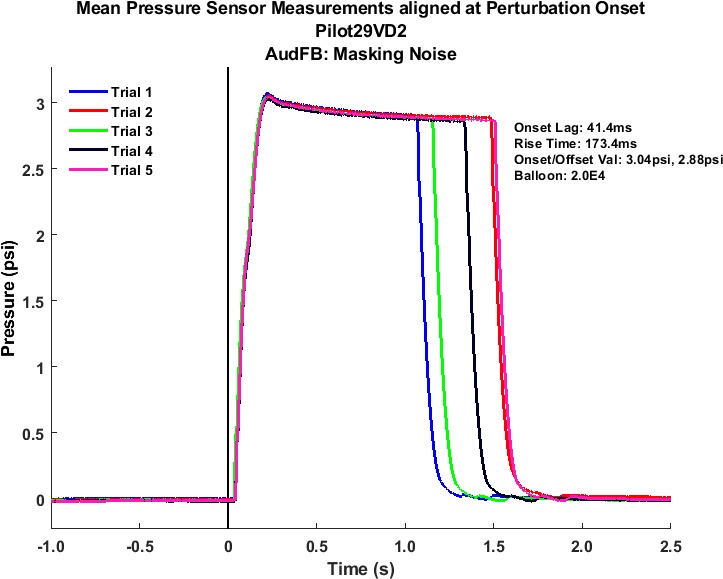 Mean Pressure Sensor Measurements aligned at Perturbation Onset
Pilot29VD2
AudFB: Masking Noise
Trial 1
Trial 2
Trial 3
Trial 4
Trial 5
Onset Lag: 41.4ms
Rise Time: 173.4ms
Onset/Offset Val: 3.04psi, 2.88psi
Balloon: 2.0E4
Pressure (psi)
3
2.5
2
1.5
1
0.5
0
-1.0 -0.5 0 0.5 1.0 1.5 2.0 2.5
Time (s)